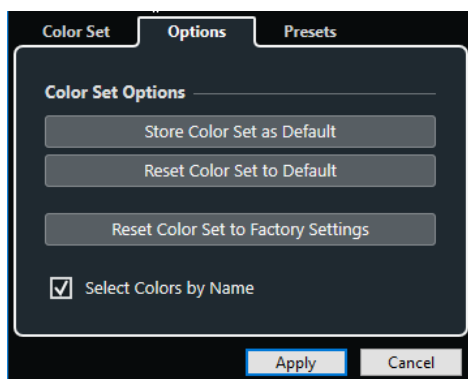 Color Set Options Presets
Color Set Options
Store Color Set as Default
Reset Color Set to Default
Reset Color Set to Factory Settings
Select Colors by Name
Apply Cancel